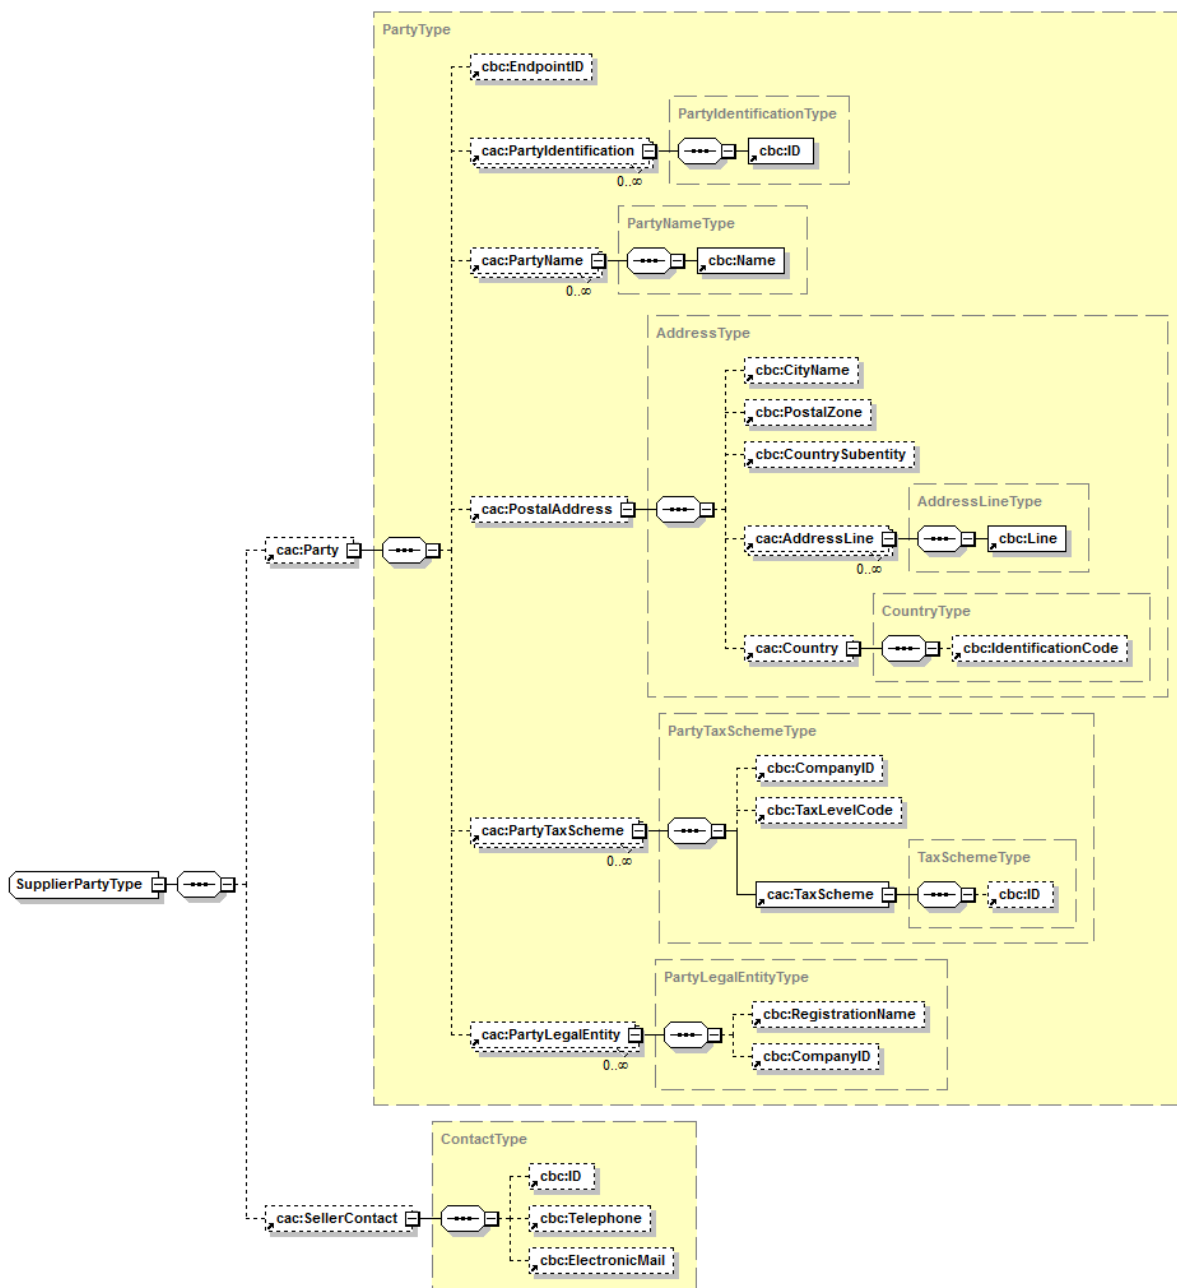 PartyType
cbc:EndpointID
PartyIdentificationType
cac:PartyIdentification
cbc:ID
0..∞
PartyNameType
cac:PartyName
cbc:Name
0..∞
AddressType
cbc:CityName
cbc:PostalZone
cbc:CountrySubentity
cac:PostalAddress
AddressLineType
cac:AddressLine
cbc:Line
0..∞
cac:Party
CountryType
cac:Country
cbc:IdentificationCode
PartyTaxSchemeType
cbc:CompanyID
cbc:TaxLevelCode
cac:PartyTaxScheme
0..∞
TaxSchemeType
cac:TaxScheme
cbc:ID
SupplierPartyType
PartyLegalEntityType
cbc:RegistrationName
cac:PartyLegalEntity
cbc:CompanyID
0..∞
ContactType
cbc:ID
cac:SellerContact
cbc:Telephone
cbc:ElectronicMail